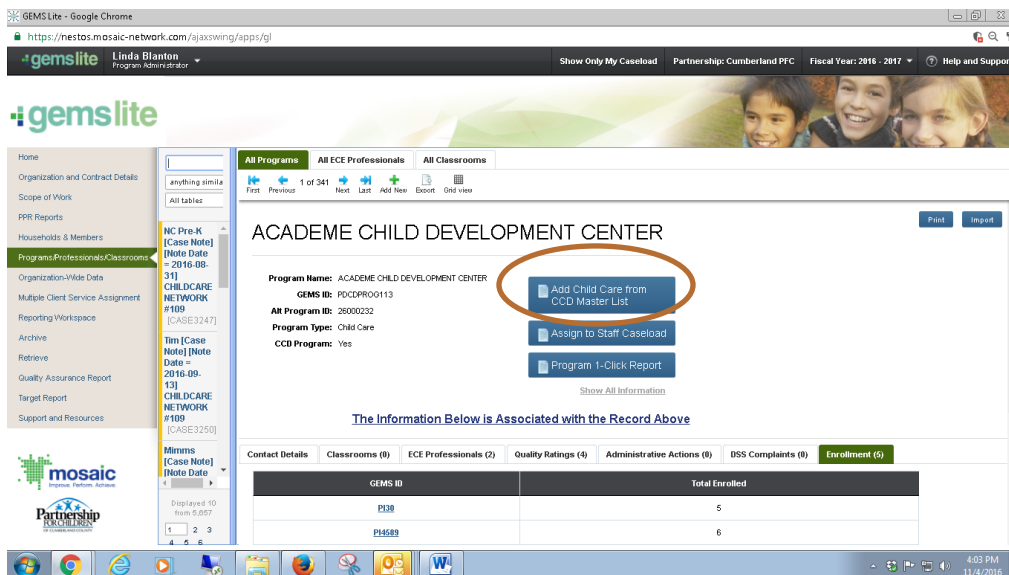 GEMS Lite - Google Chrome
https://nestos.mosaic-network.com/ajaxswing/apps/gl
gemslite
Linda Blanton
Program Administrator
Show Only My Caseload
Partnership: Cumberland PFC
Fiscal Year: 2016 - 2017
Help and Suppor
gemslite
Home
Organization and Contract Details
Scope of Work
PPR Reports
Households & Members
Programs/Professionals/Classrooms
Organization-Wide Data
Multiple Client Service Assignment
Reporting Workspace
Archive
Retrieve
Quality Assurance Report
Target Report
Support and Resources
mosaic
Improve. Perform. Achieve.
Partnership
FOR CHILDREN
OF CUMBERLAND COUNTY
anything simila
All tables
NC Pre-K
[Case Note]
[Note Date
= 2016-08-
31]
CHILDCARE
NETWORK
#109
[CASE3247]
Tim [Case
Note] [Note
Date =
2016-09-
13]
CHILDCARE
NETWORK
#109
[CASE3250]
Mimms
[Case Note]
[Note Date
Displayed 10
from 5,657
1 2 3
4 5 6
All Programs
All ECE Professionals
All Classrooms
First
Previous
1 of 341
Next
Last
Add New
Export
Grid view
Print
Import
ACADEME CHILD DEVELOPMENT CENTER
Program Name: ACADEME CHILD DEVELOPMENT CENTER
GEMS ID: PDCDPROG113
Alt Program ID: 26000232
Program Type: Child Care
CCD Program: Yes
Add Child Care from
CCD Master List
Assign to Staff Caseload
Program 1-Click Report
Show All Information
The Information Below is Associated with the Record Above
Contact Details
Classrooms (0)
ECE Professionals (2)
Quality Ratings (4)
Administrative Actions (0)
DSS Complaints (0)
Enrollment (5)
GEMS ID
Total Enrolled
PI30
5
PI4589
6
4:03 PM
11/4/2016